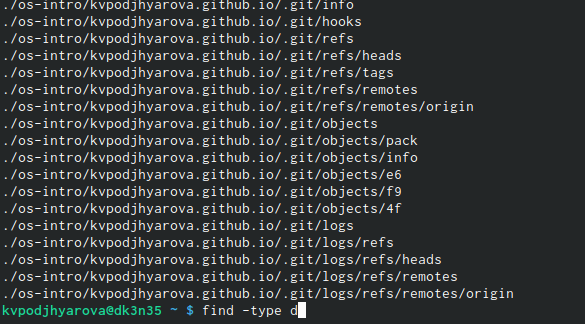 ./os-intro/kvpodjhyarova.github.io/.git/info
./os-intro/kvpodjhyarova.github.io/.git/hooks
./os-intro/kvpodjhyarova.github.io/.git/refs
./os-intro/kvpodjhyarova.github.io/.git/refs/heads
./os-intro/kvpodjhyarova.github.io/.git/refs/tags
./os-intro/kvpodjhyarova.github.io/.git/refs/remotes
./os-intro/kvpodjhyarova.github.io/.git/refs/remotes/origin
./os-intro/kvpodjhyarova.github.io/.git/objects
./os-intro/kvpodjhyarova.github.io/.git/objects/pack
./os-intro/kvpodjhyarova.github.io/.git/objects/info
./os-intro/kvpodjhyarova.github.io/.git/objects/e6
./os-intro/kvpodjhyarova.github.io/.git/objects/f9
./os-intro/kvpodjhyarova.github.io/.git/objects/4f
./os-intro/kvpodjhyarova.github.io/.git/logs
./os-intro/kvpodjhyarova.github.io/.git/logs/refs
./os-intro/kvpodjhyarova.github.io/.git/logs/refs/heads
./os-intro/kvpodjhyarova.github.io/.git/logs/refs/remotes
./os-intro/kvpodjhyarova.github.io/.git/logs/refs/remotes/origin
kvpodjhyarova@dk3n35 ~ $ find -type d